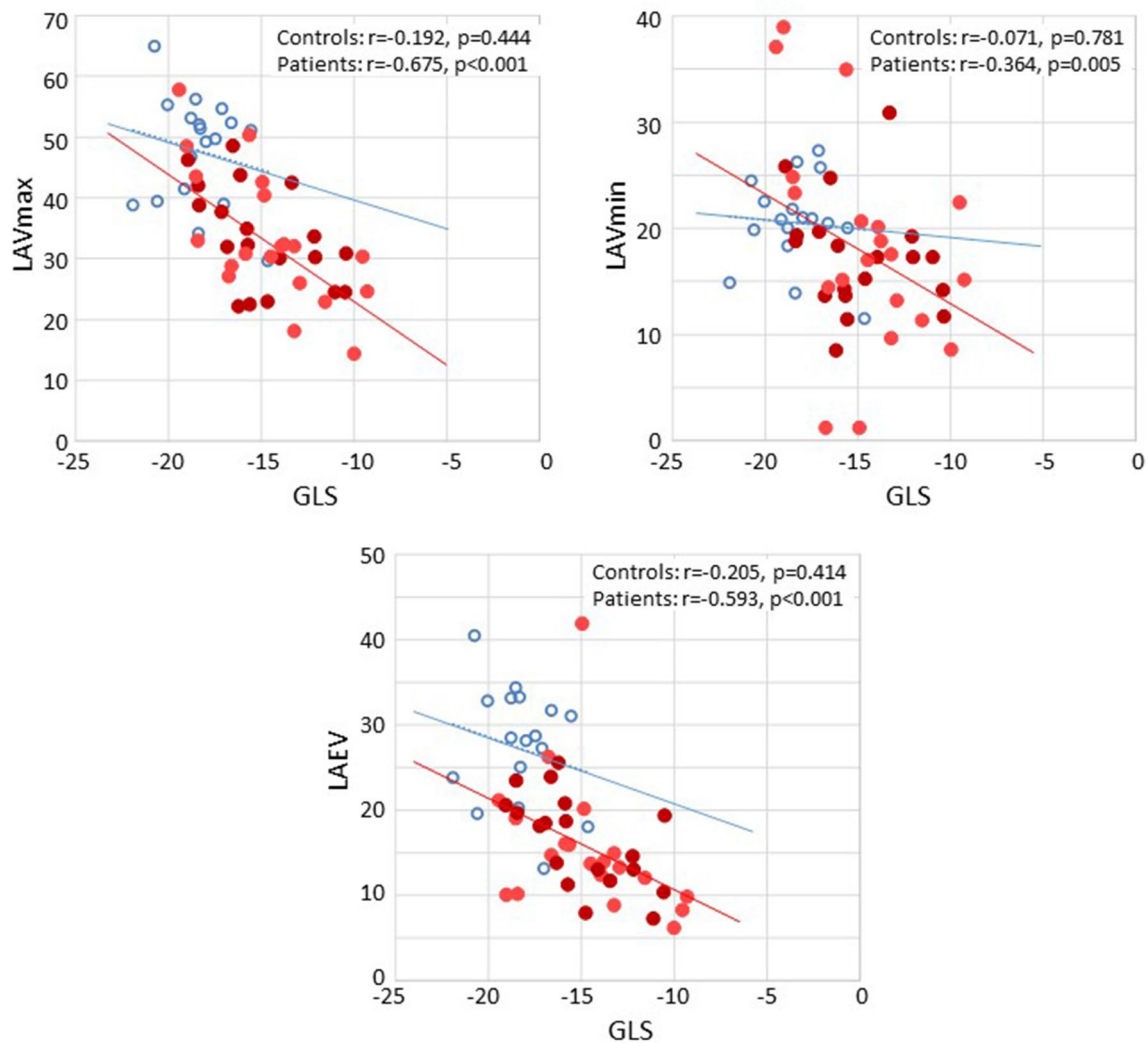 70
60
50
40
30
20
10
0
LAVmax
Controls: r=-0.192, p=0.444
Patients: r=-0.675, p<0.001
-25 -20 -15 -10 -5 0
GLS
40
30
20
10
0
LAVmin
Controls: r=-0.071, p=0.781
Patients: r=-0.364, p=0.005
-25 -20 -15 -10 -5 0
GLS
50
40
30
20
10
0
LAEV
Controls: r=-0.205, p=0.414
Patients: r=-0.593, p<0.001
-25 -20 -15 -10 -5 0
GLS